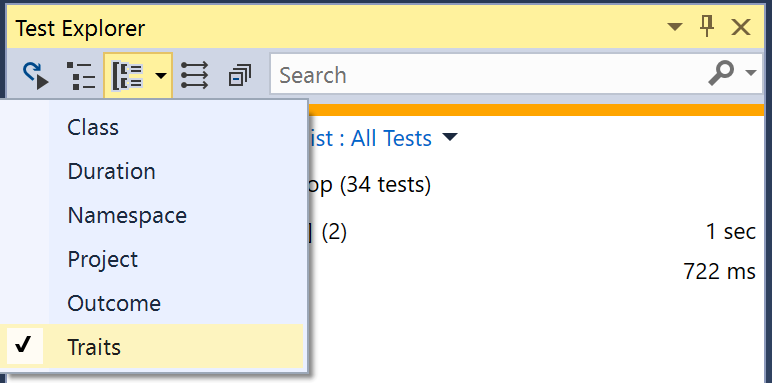 Test Explorer
Search
Class
ist : All Tests
Duration
op (34 tests)
Namespace
(2)
1 sec
Project
722 ms
Outcome
Traits